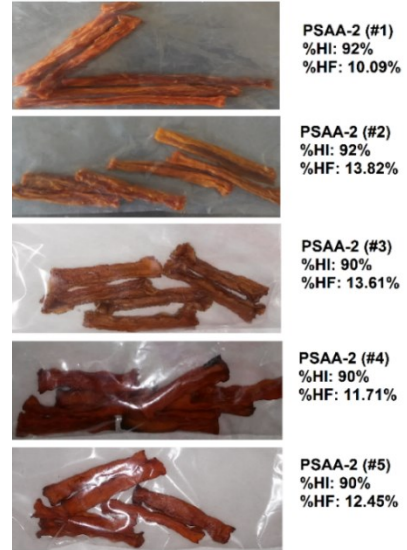 PSAA-2 (#1)
%HI: 92%
%HF: 10.09%
PSAA-2 (#2)
%HI: 92%
%HF: 13.82%
PSAA-2 (#3)
%HI: 90%
%HF: 13.61%
PSAA-2 (#4)
%HI: 90%
%HF: 11.71%
PSAA-2 (#5)
%HI: 90%
%HF: 12.45%